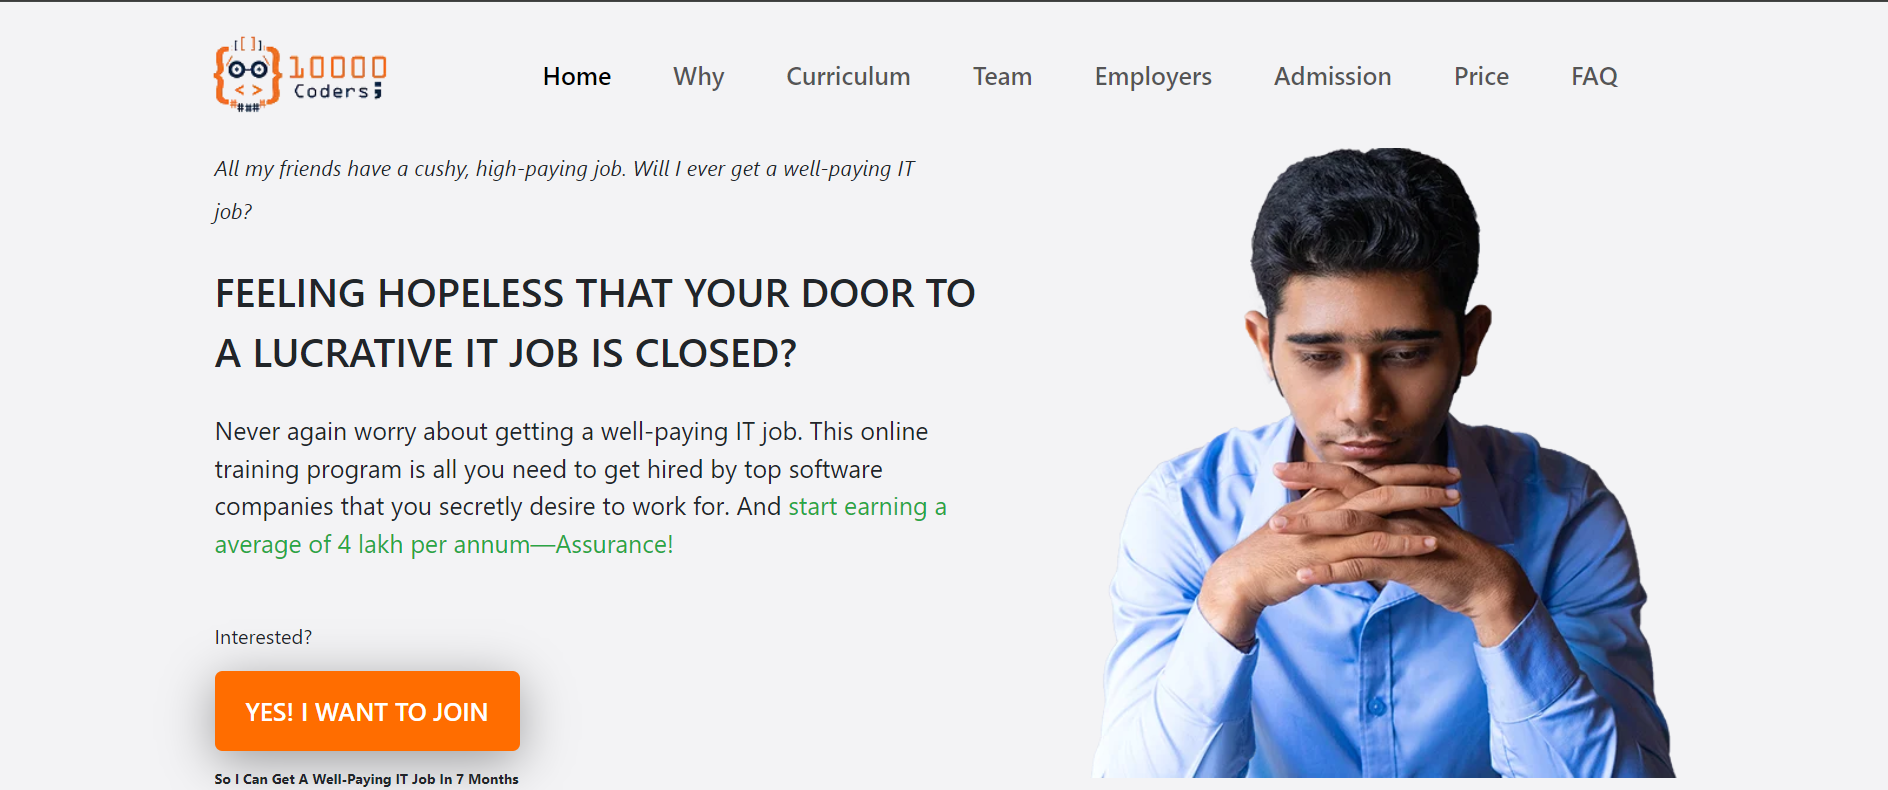 10000
Coders;
Home Why Curriculum Team Employers Admission Price FAQ
All my friends have a cushy, high-paying job. Will I ever get a well-paying IT
job?
FEELING HOPELESS THAT YOUR DOOR TO
A LUCRATIVE IT JOB IS CLOSED?
Never again worry about getting a well-paying IT job. This online
training program is all you need to get hired by top software
companies that you secretly desire to work for. And start earning a
average of 4 lakh per annum—Assurance!
Interested?
YES! I WANT TO JOIN
So I Can Get A Well-Paying IT Job In 7 Months